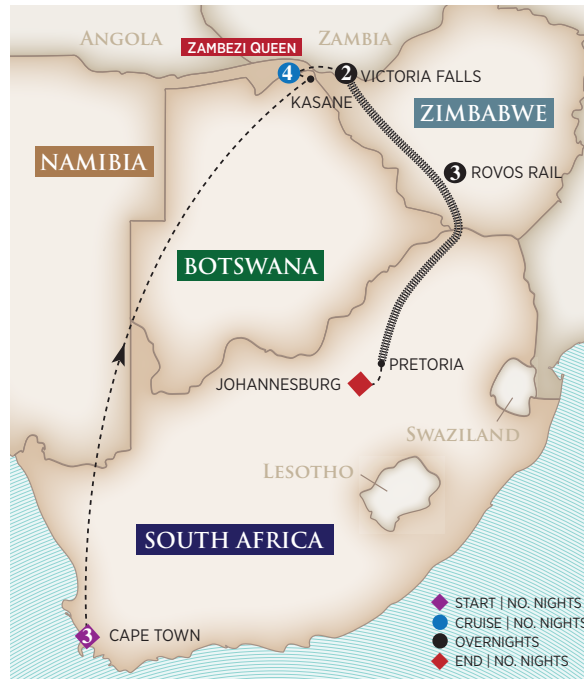 ANGOLA
ZAMBEZI QUEEN
ZAMBIA
4
2 VICTORIA FALLS
KASANE
ZIMBABWE
NAMIBIA
3 ROVOS RAIL
BOTSWANA
PRETORIA
JOHANNESBURG
SWAZILAND
LESOTHO
SOUTH AFRICA
3 CAPE TOWN
START | NO. NIGHTS
CRUISE | NO. NIGHTS
OVERNIGHTS
END | NO. NIGHTS